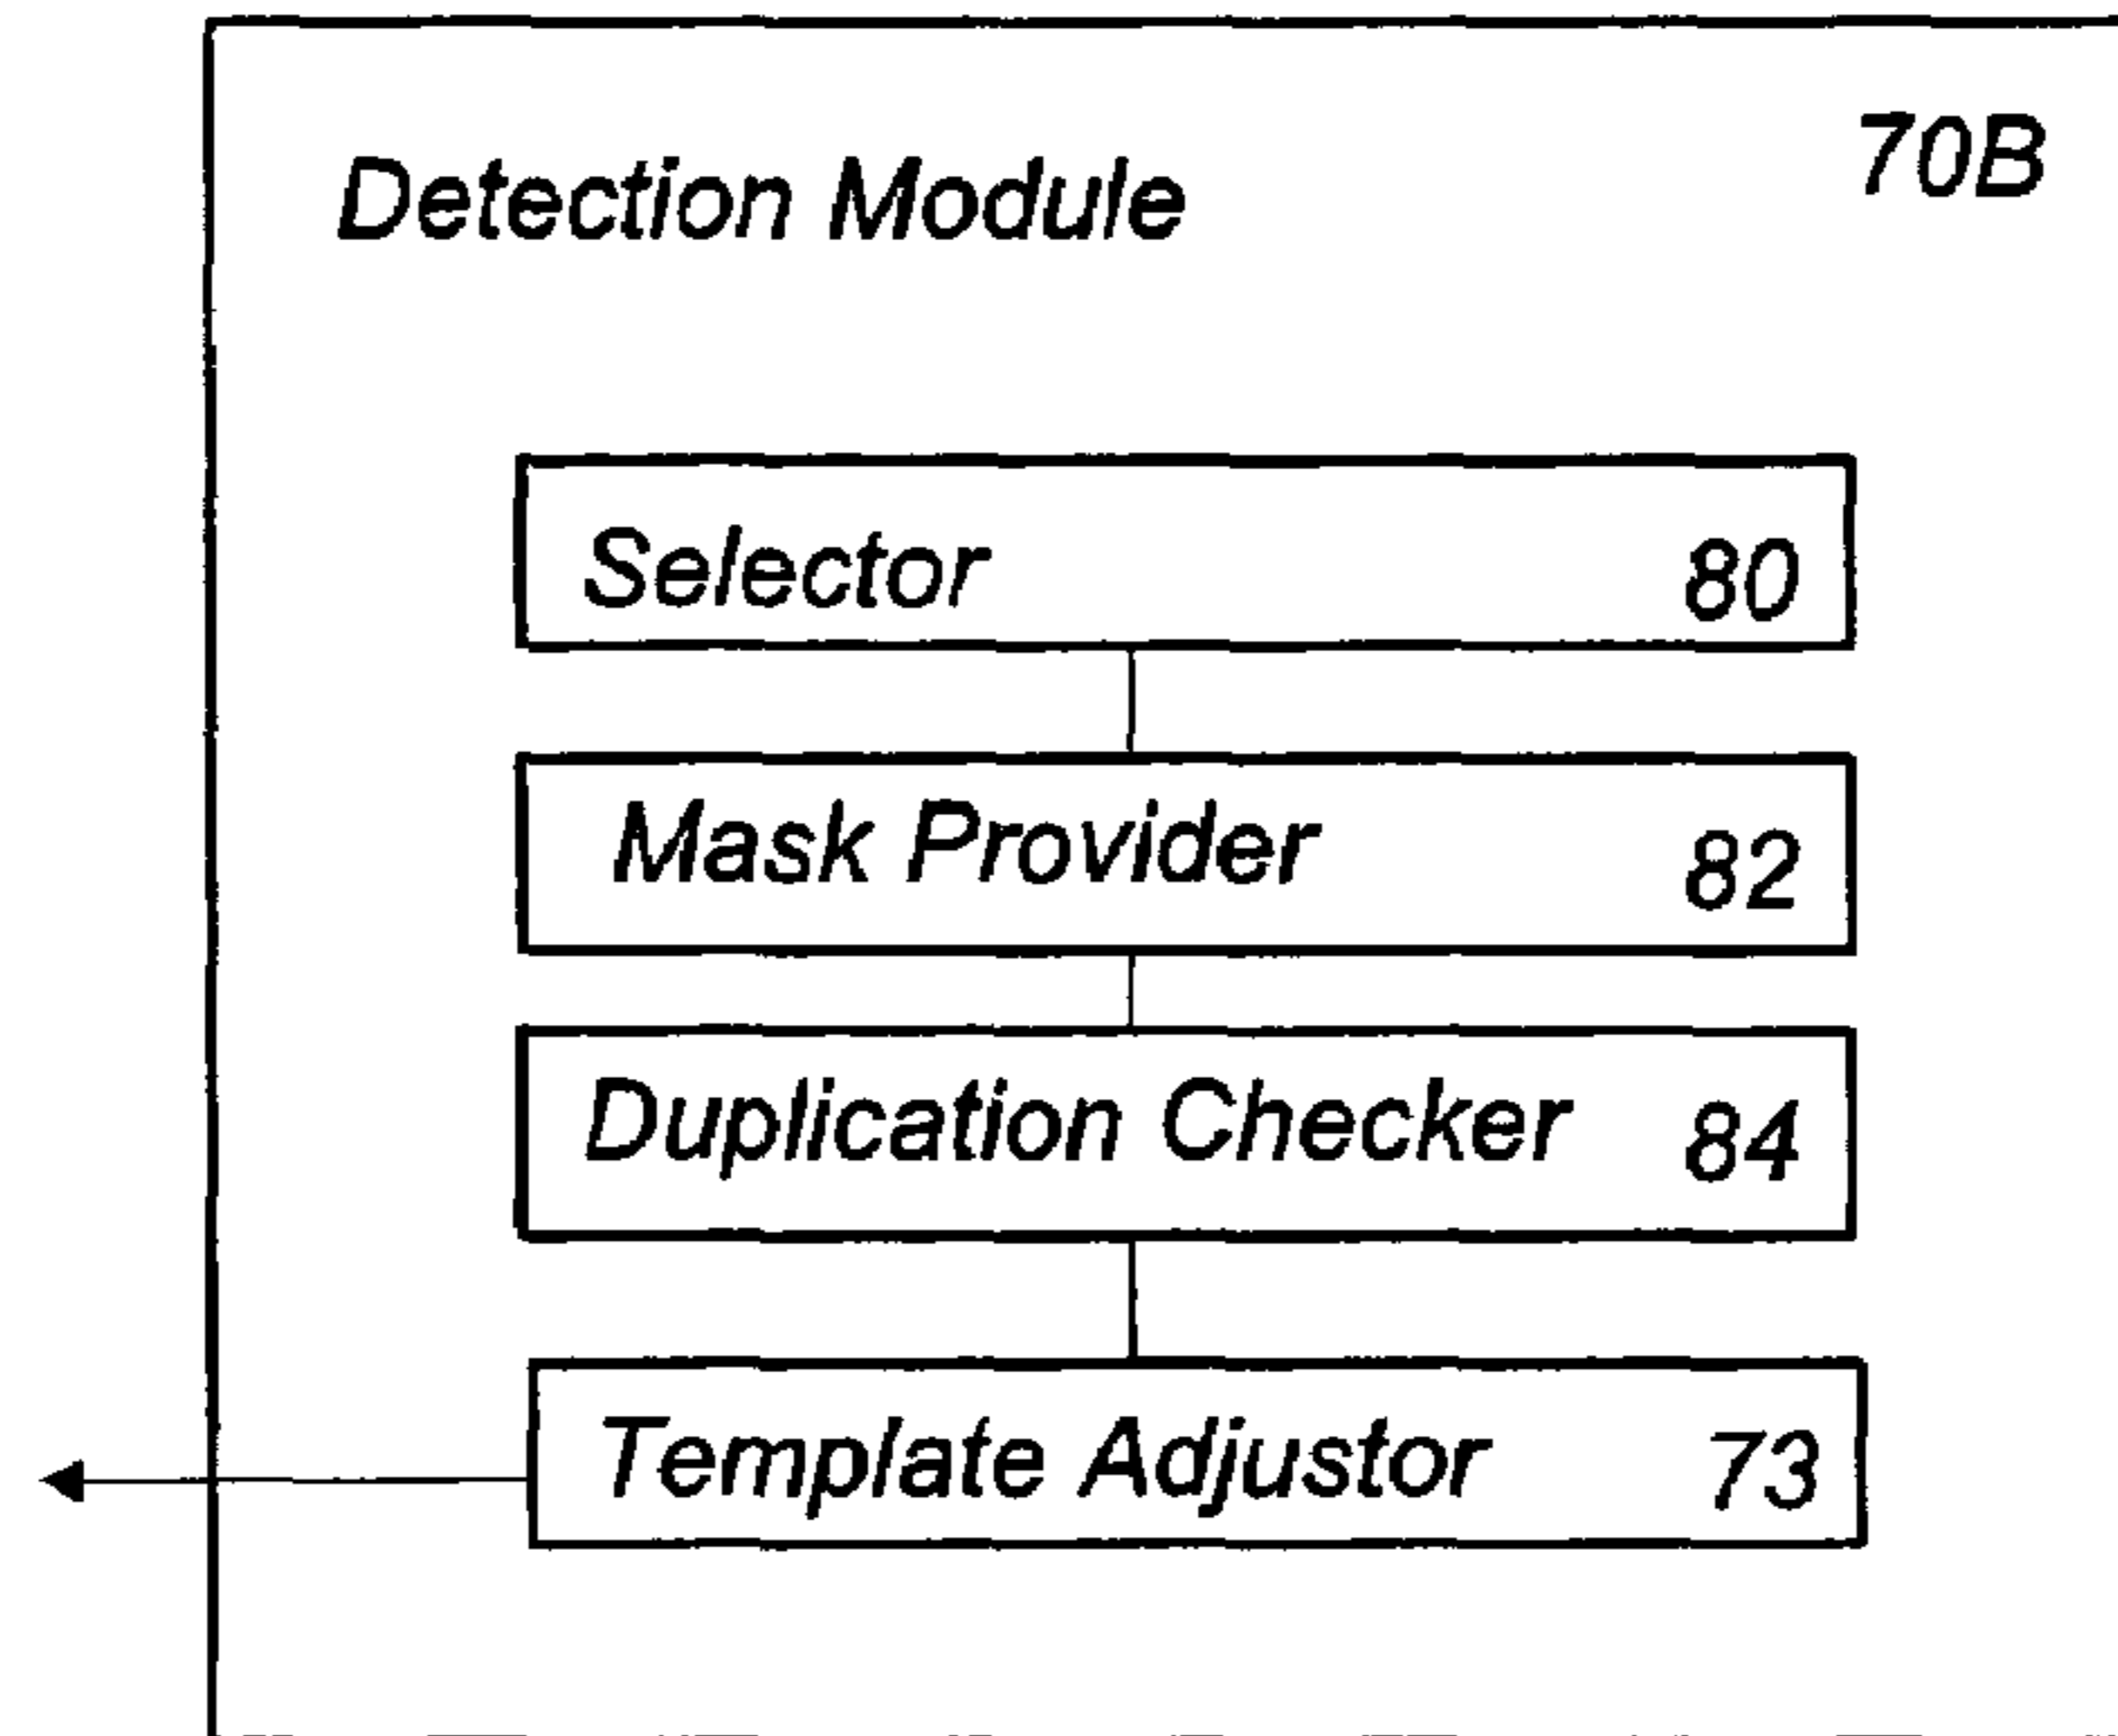 70B
Detection Module
Selector 80
Mask Provider 82
Duplication Checker 84
Template Adjustor 73